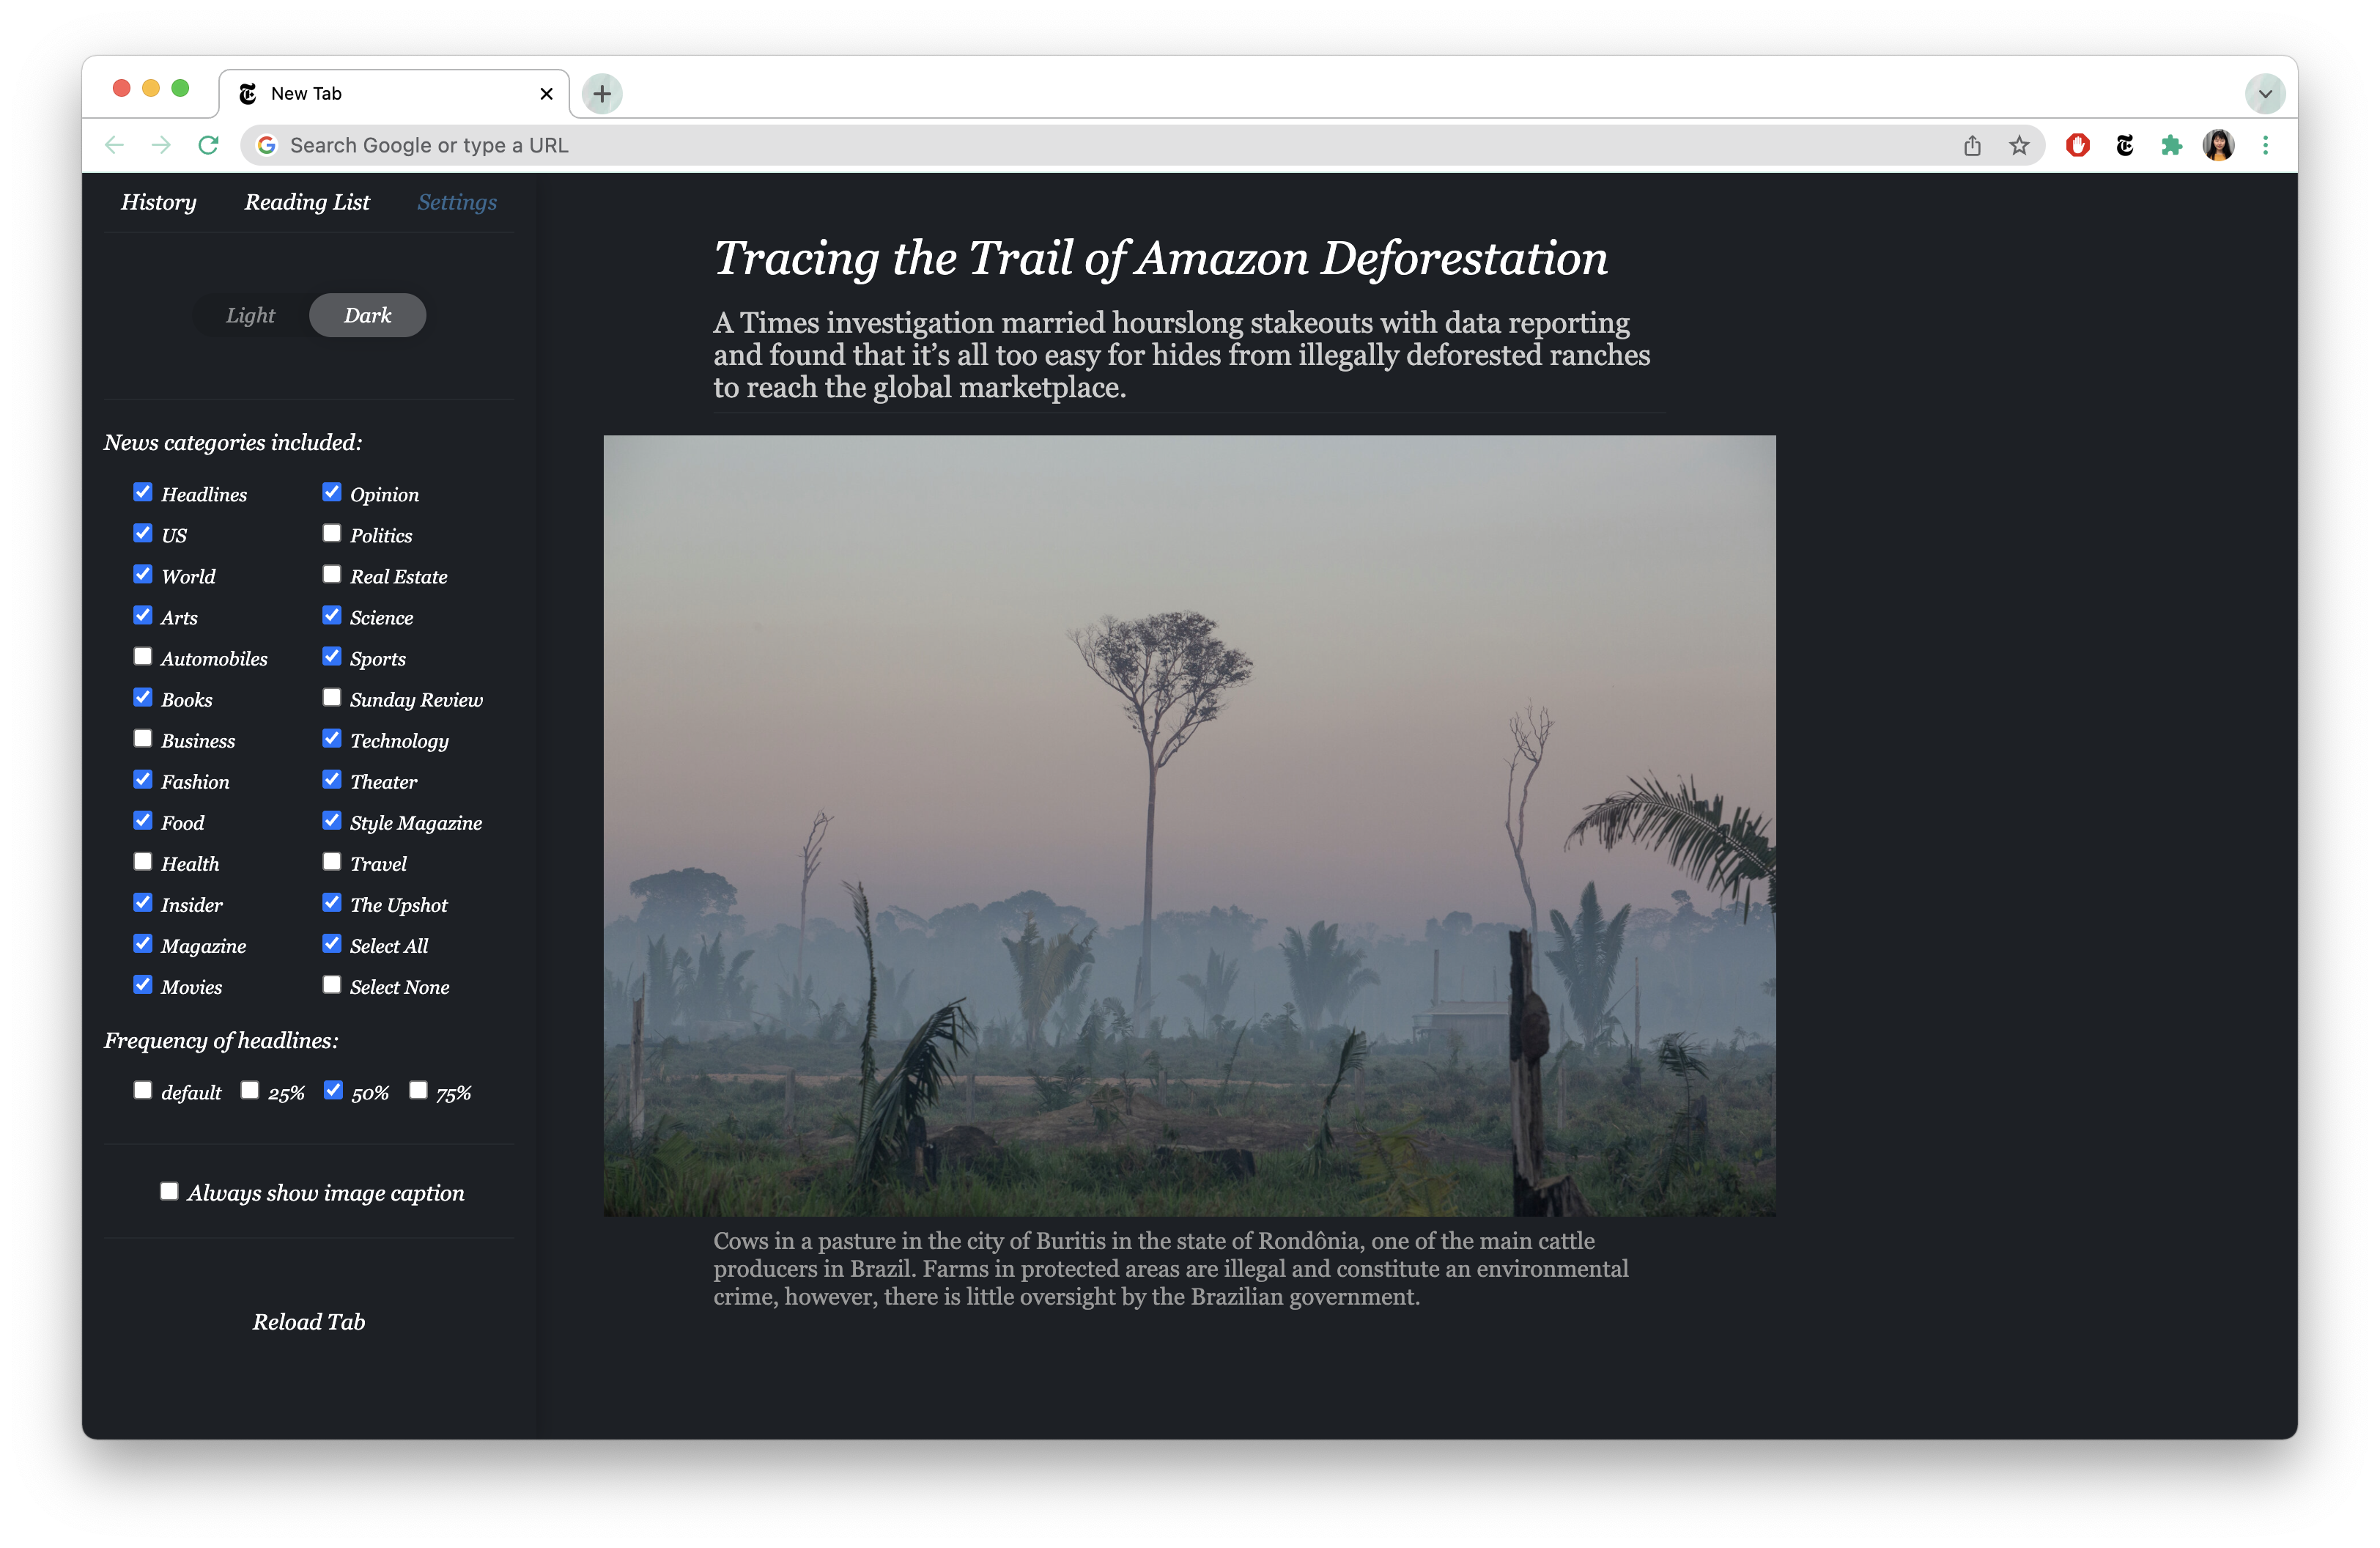 New Tab
Search Google or type a URL
History Reading List Settings
Light Dark
News categories included:
Headlines
US
World
Arts
Automobiles
Books
Business
Fashion
Food
Health
Insider
Magazine
Movies
Opinion
Politics
Real Estate
Science
Sports
Sunday Review
Technology
Theater
Style Magazine
Travel
The Upshot
Select All
Select None
Frequency of headlines:
default 25% 50% 75%
Always show image caption
Reload Tab
Tracing the Trail of Amazon Deforestation
A Times investigation married hourslong stakeouts with data reporting
and found that it’s all too easy for hides from illegally deforested ranches
to reach the global marketplace.
Cows in a pasture in the city of Buritis in the state of Rondônia, one of the main cattle
producers in Brazil. Farms in protected areas are illegal and constitute an environmental
crime, however, there is little oversight by the Brazilian government.